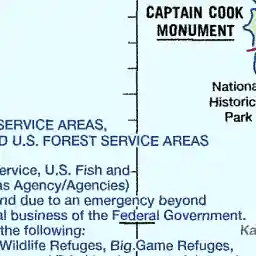 CAPTAIN COOK
MONUMENT
Nationa
Historic
Park
SERVICE AREAS,
D U.S. FOREST SERVICE AREAS
ervice, U.S. Fish and
as Agency/Agencies)
nd due to an emergency beyond
al business of the Federal Government.
the following:
Ka
Wildlife Refuges, Big Game Refuges,